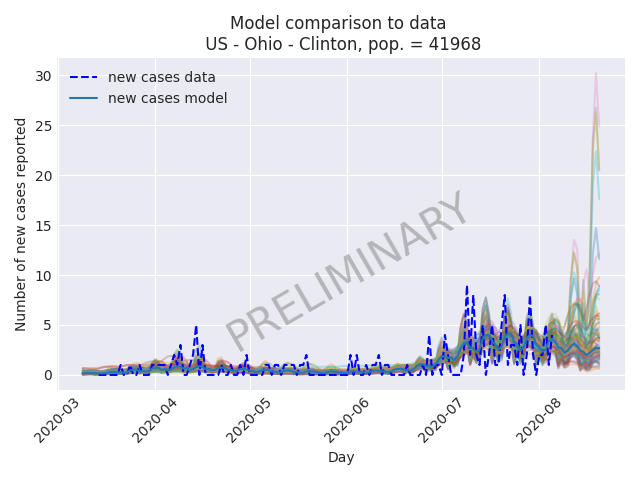 Model comparison to data
US - Ohio - Clinton, pop. = 41968
new cases data
new cases model
Number of new cases reported
30
25
20
15
10
5
0
PRELIMINARY
2020-03
2020-04
2020-05
2020-06
2020-07
2020-08
Day